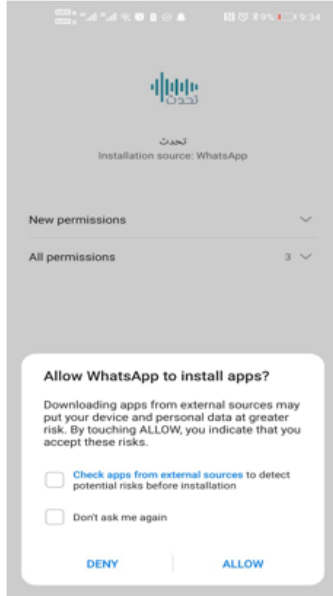 9:34
تحدث
تحدث
Installation source: WhatsApp
New permissions
All permissions 3
Allow WhatsApp to install apps?
Downloading apps from external sources may
put your device and personal data at greater
risk. By touching ALLOW, you indicate that you
accept these risks.
Check apps from external sources to detect
potential risks before installation
Don't ask me again
DENY ALLOW